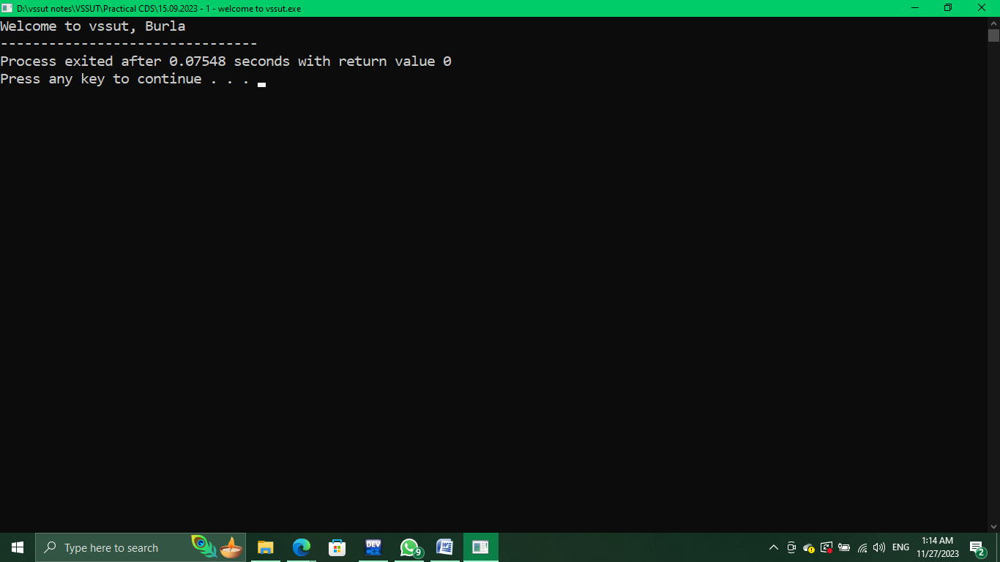 D:\vssut notes\VSSUT\Practical CDS\15.09.2023 - 1 - welcome to vssut.exe
Welcome to vssut, Burla
--------------------------------
Process exited after 0.07548 seconds with return value 0
Press any key to continue . . .
Type here to search
DEV
9
W
ENG
1:14 AM
11/27/2023
2